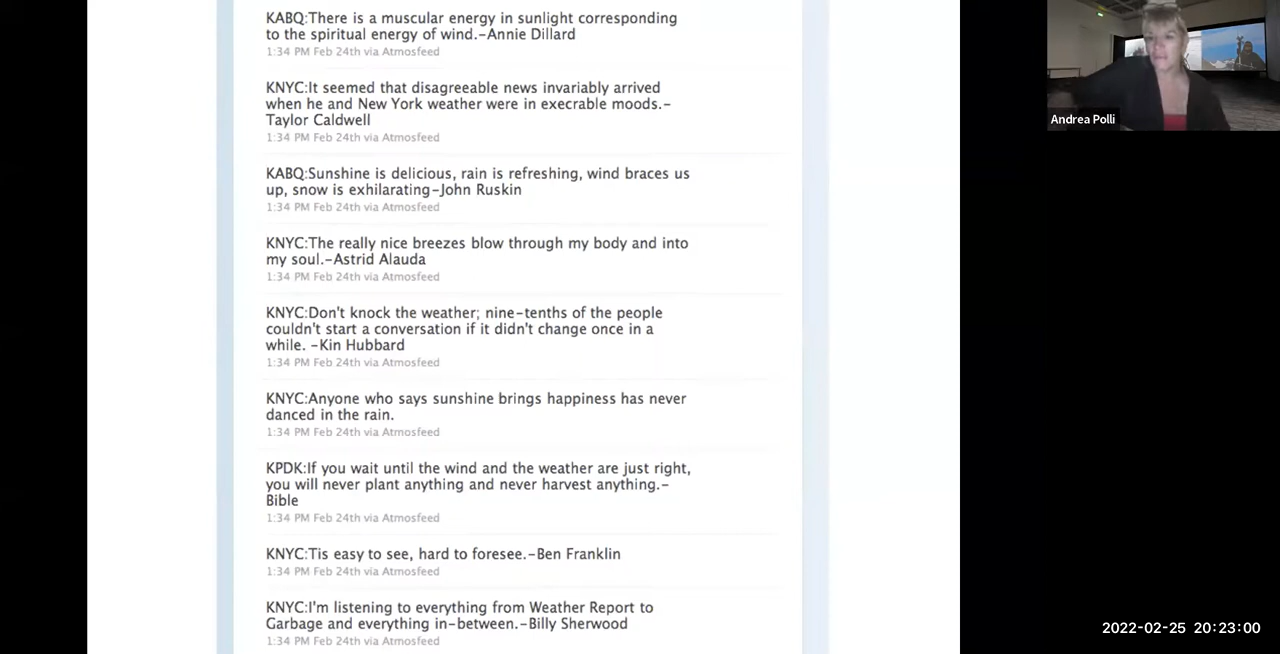 KABQ:There is a muscular energy in sunlight corresponding
to the spiritual energy of wind.-Annie Dillard
1:34 PM Feb 24th via Atmosfeed
KNYC:It seemed that disagreeable news invariably arrived
when he and New York weather were in execrable moods.-
Taylor Caldwell
1:34 PM Feb 24th via Atmosfeed
KABQ:Sunshine is delicious, rain is refreshing, wind braces us
up, snow is exhilarating-John Ruskin
1:34 PM Feb 24th via Atmosfeed
KNYC:The really nice breezes blow through my body and into
my soul.-Astrid Alauda
1:34 PM Feb 24th via Atmosfeed
KNYC:Don't knock the weather; nine-tenths of the people
couldn't start a conversation if it didn't change once in a
while. -Kin Hubbard
1:34 PM Feb 24th via Atmosfeed
KNYC:Anyone who says sunshine brings happiness has never
danced in the rain.
1:34 PM Feb 24th via Atmosfeed
KPDK:If you wait until the wind and the weather are just right,
you will never plant anything and never harvest anything.-
Bible
1:34 PM Feb 24th via Atmosfeed
KNYC:Tis easy to see, hard to foresee.-Ben Franklin
1:34 PM Feb 24th via Atmosfeed
KNYC:I'm listening to everything from Weather Report to
Garbage and everything in-between.-Billy Sherwood
1:34 PM Feb 24th via Atmosfeed
Andrea Polli
2022-02-25 20:23:00